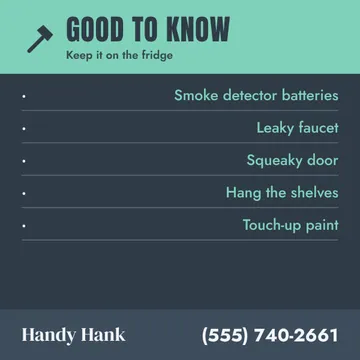 GOOD TO KNOW
Keep it on the fridge
• Smoke detector batteries
• Leaky faucet
• Squeaky door
• Hang the shelves
• Touch-up paint
Handy Hank
(555) 740-2661